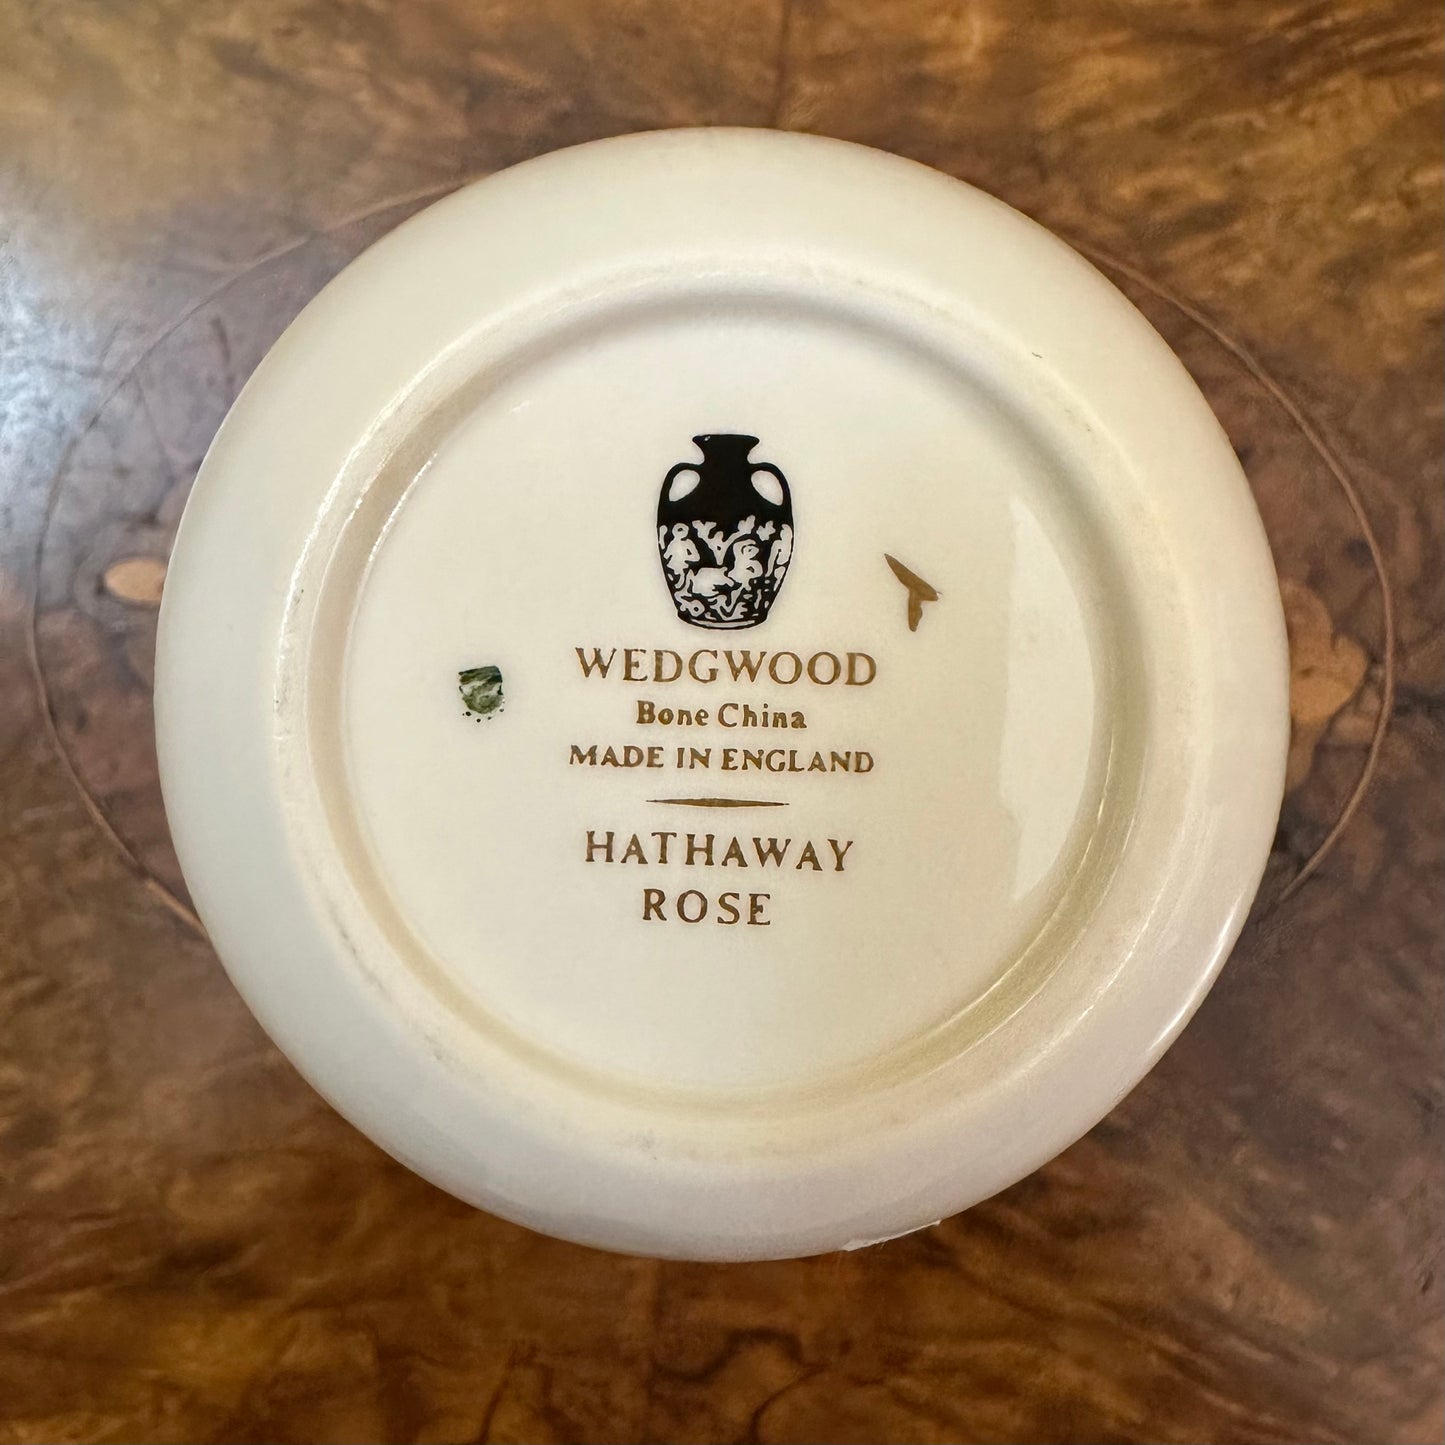 WEDGWOOD
Bone China
MADE IN ENGLAND
HATHAWAY
ROSE